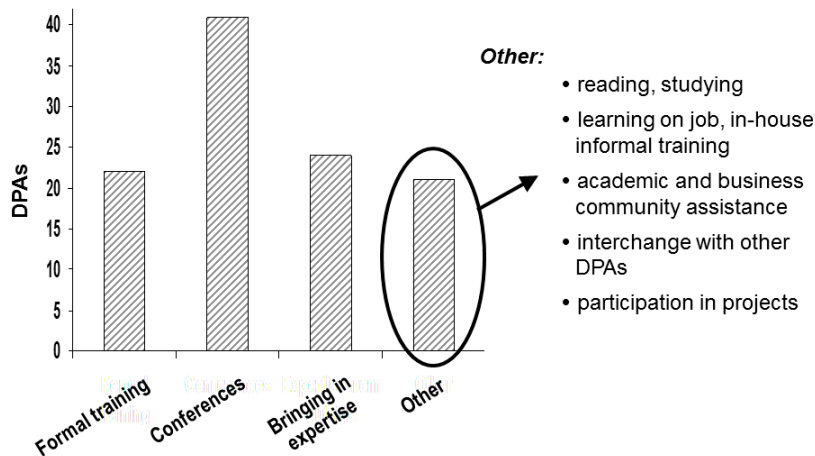 40
35
30
25
20
15
10
5
0
DPAs
Formal training
Conferences
Bringing in
expertise
Other
Other:
• reading, studying
• learning on job, in-house
informal training
• academic and business
community assistance
• interchange with other
DPAs
• participation in projects